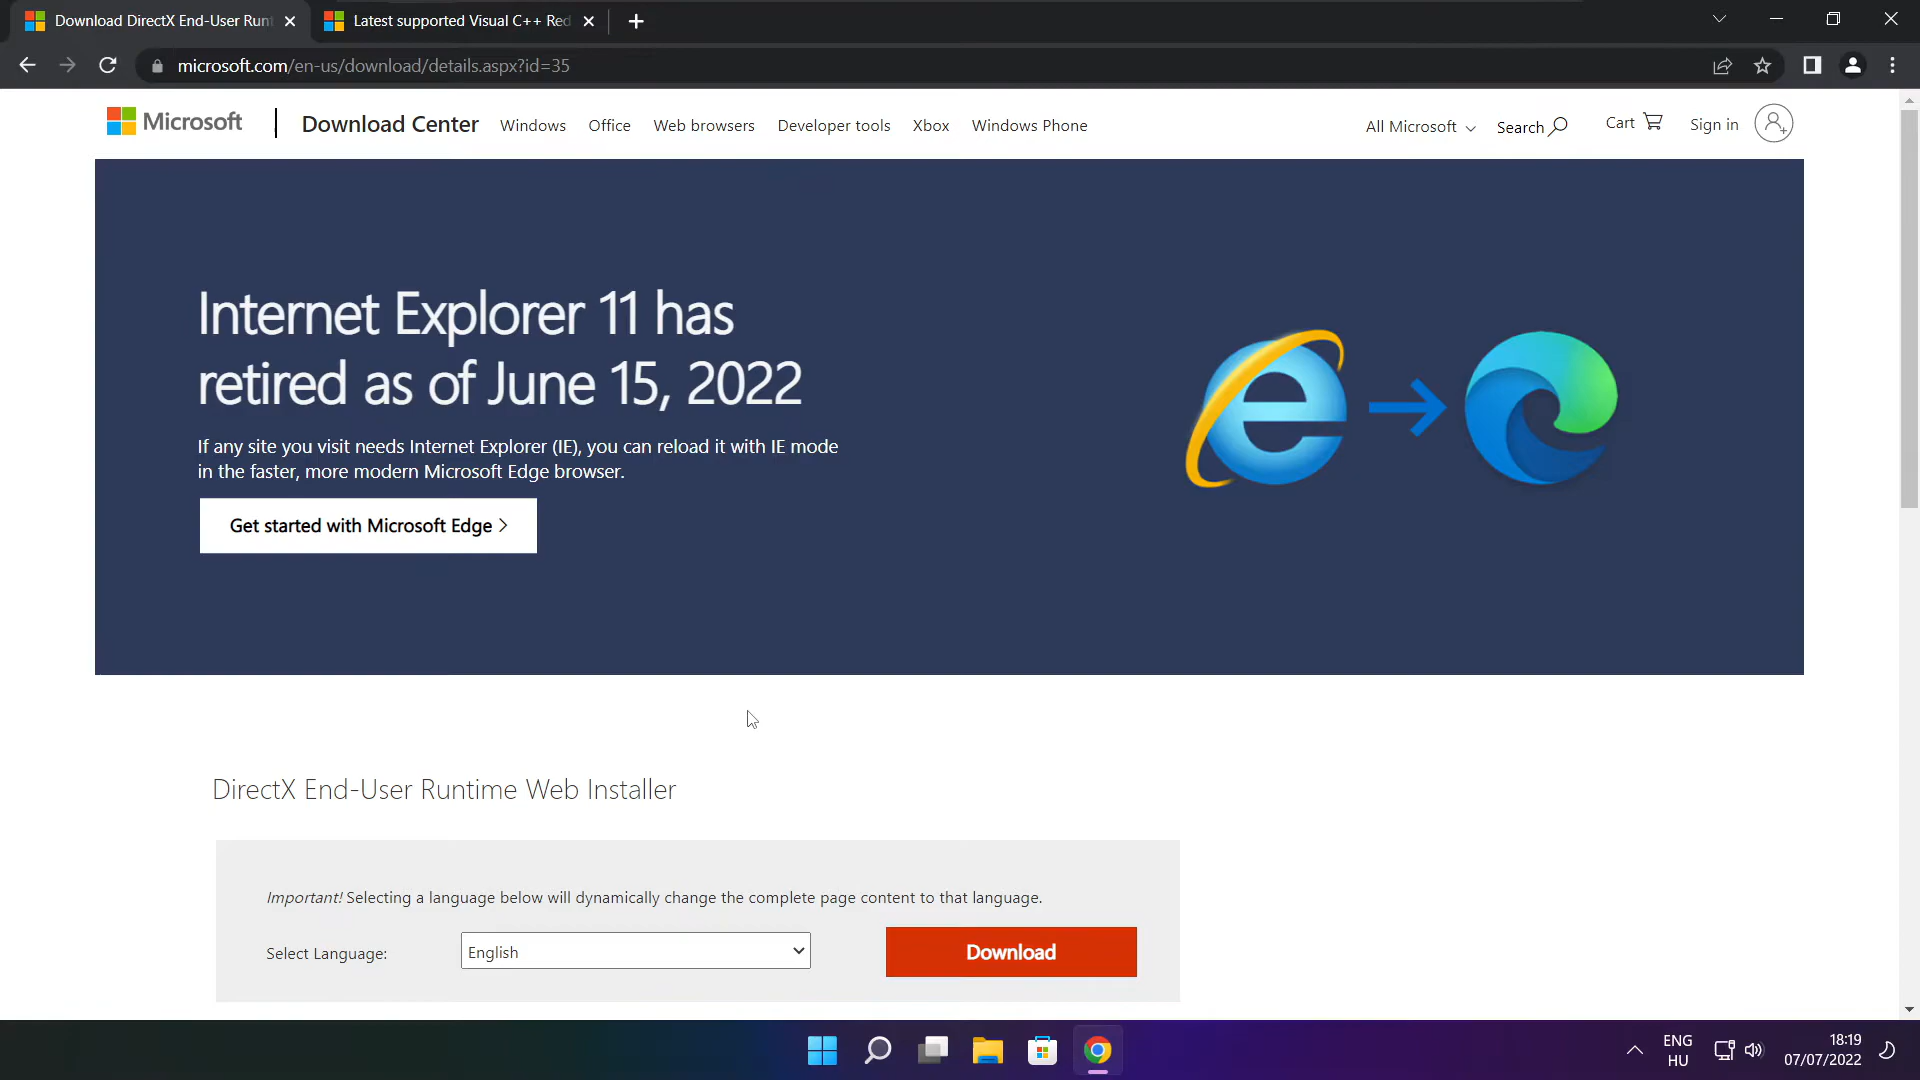 Download DirectX End-User Runt
Latest supported Visual C++ Red
microsoft.com/en-us/download/details.aspx?id=35
Microsoft
Download Center
Windows
Office
Web browsers
Developer tools
Xbox
Windows Phone
All Microsoft
Search
Cart
Sign in
Internet Explorer 11 has
retired as of June 15, 2022
If any site you visit needs Internet Explorer (IE), you can reload it with IE mode
in the faster, more modern Microsoft Edge browser.
Get started with Microsoft Edge >
DirectX End-User Runtime Web Installer
Important! Selecting a language below will dynamically change the complete page content to that language.
Select Language:
English
Download
ENG
HU
18:19
07/07/2022